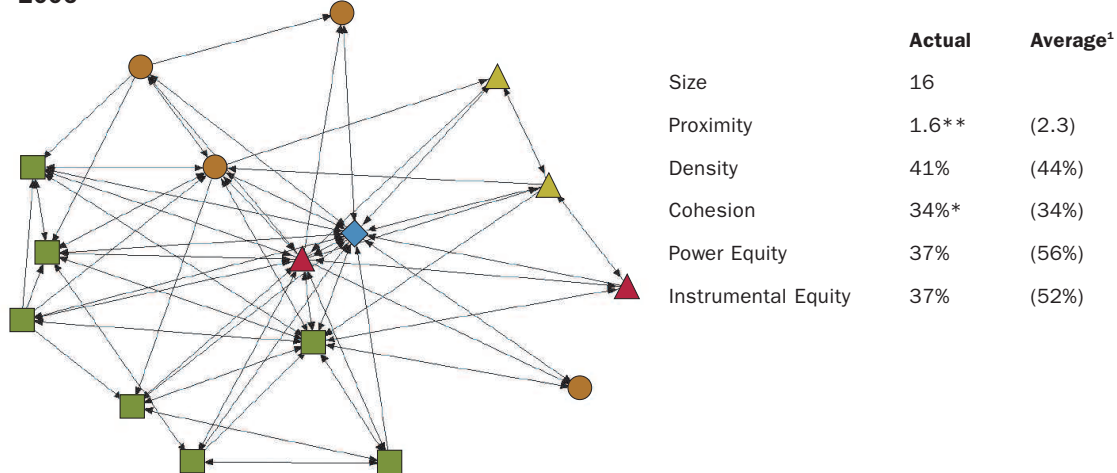 Actual Average¹
Size 16
Proximity 1.6** (2.3)
Density 41% (44%)
Cohesion 34%* (34%)
Power Equity 37% (56%)
Instrumental Equity 37% (52%)